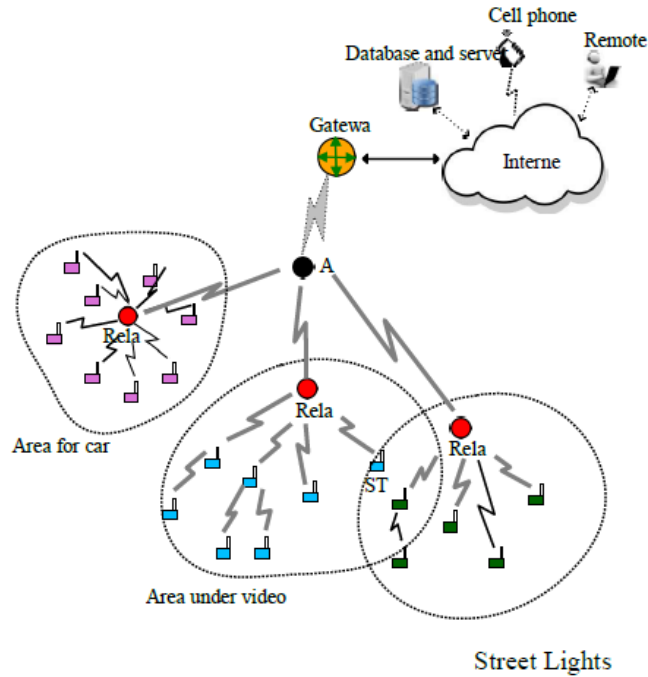 Cell phone
Database and serve
Remote
Gatewa
Interne
A
Rela
Rela
Area for car
Rela
ST
Area under video
Street Lights